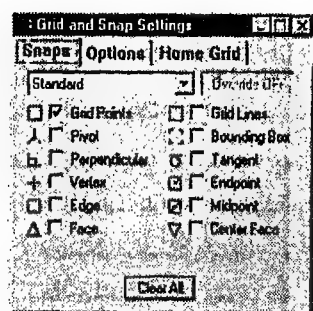 Grid and Snap Settings
Snaps Options Home Grid
Standard Override OFF
Grid Points Grid Lines
Pivot Bounding Box
Perpendicular Tangent
Vertex Endpoint
Edge Midpoint
Face Center Face
Clear All